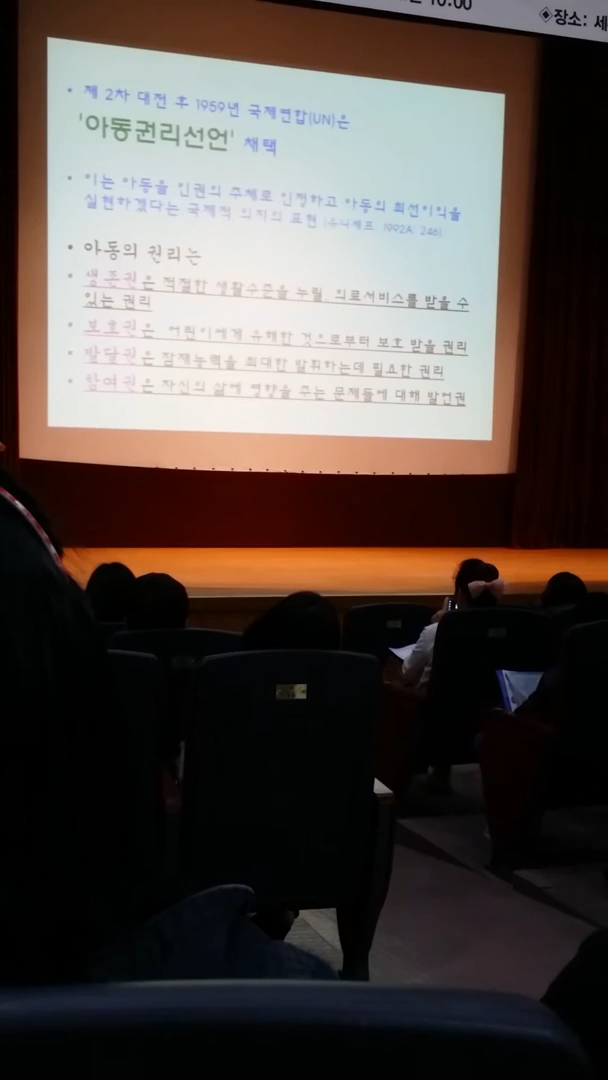 10:00
◈장소: 세
• 제 2차 대전 후 1959년 국제연합(UN)은
'아동권리선언' 채택
• 이는 아동을 인권의 주체로 인정하고 아동의 최선이익을
실현하겠다는 국제적 의지의 표현 (유니세프, 1992A: 246).
• 아동의 권리는
• 생존권은 적절한 생활수준을 누릴, 의료서비스를 받을 수
있는 권리
• 보호권은 어린이에게 유해한 것으로부터 보호 받을 권리
• 발달권은 잠재능력을 최대한 발휘하는데 필요한 권리
• 참여권은 자신의 삶에 영향을 주는 문제들에 대해 발언권